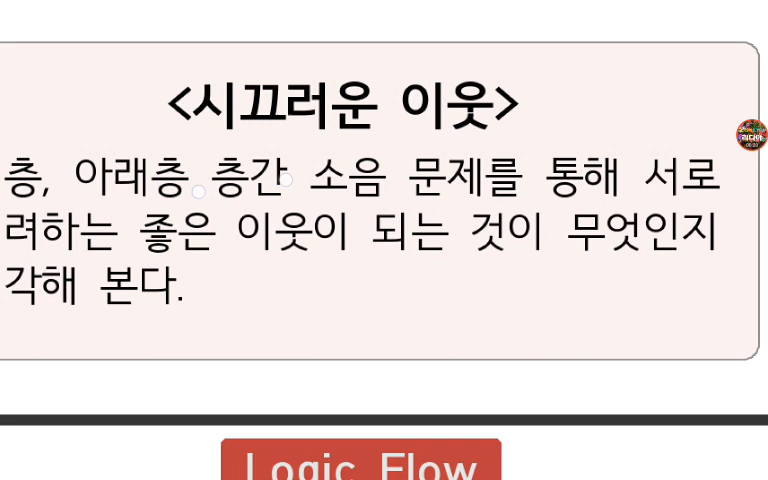 <시끄러운 이웃>
층, 아래층 층간 소음 문제를 통해 서로
려하는 좋은 이웃이 되는 것이 무엇인지
각해 본다.
Logic Flow